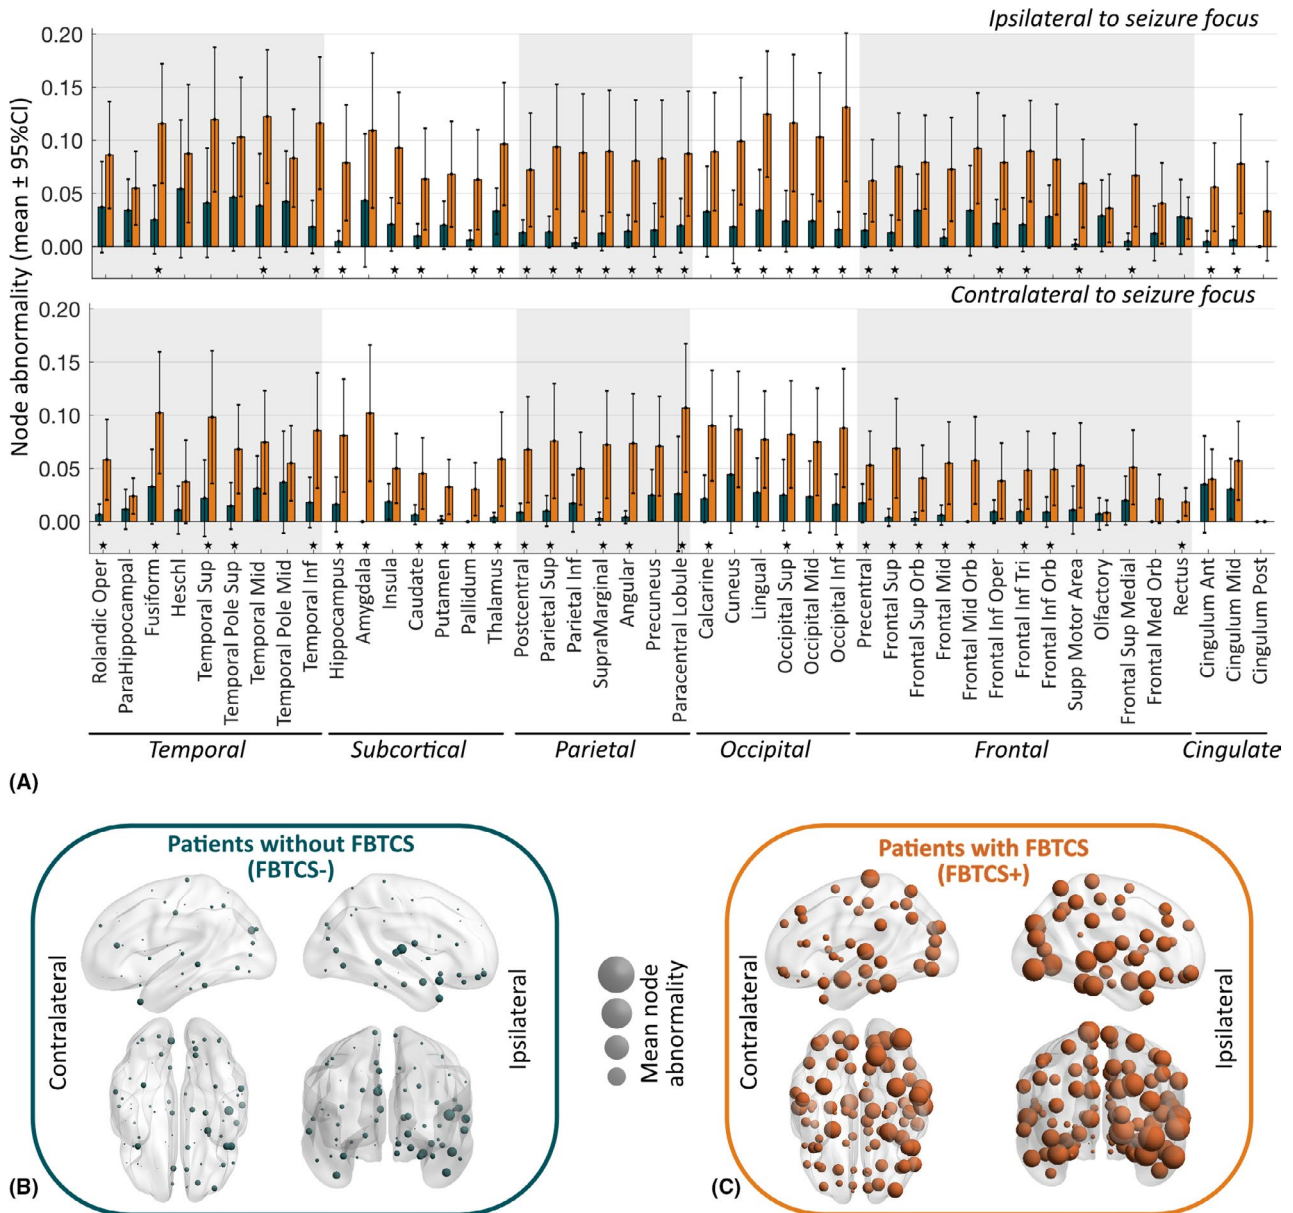 Ipsilateral to seizure focus
Node abnormality (mean ± 95%CI)
0.20
0.15
0.10
0.05
0.00
Contralateral to seizure focus
0.20
0.15
0.10
0.05
0.00
Rolandic Oper
ParaHippocampal
Fusiform
Heschl
Temporal Sup
Temporal Pole Sup
Temporal Mid
Temporal Pole Mid
Temporal Inf
Hippocampus
Amygdala
Insula
Caudate
Putamen
Pallidum
Thalamus
Postcentral
Parietal Sup
Parietal Inf
SupraMarginal
Angular
Precuneus
Paracentral Lobule
Calcarine
Cuneus
Lingual
Occipital Sup
Occipital Mid
Occipital Inf
Precentral
Frontal Sup
Frontal Sup Orb
Frontal Mid
Frontal Mid Orb
Frontal Inf Oper
Frontal Inf Tri
Frontal Inf Orb
Supp Motor Area
Olfactory
Frontal Sup Medial
Frontal Med Orb
Rectus
Cingulum Ant
Cingulum Mid
Cingulum Post
Temporal
Subcortical
Parietal
Occipital
Frontal
Cingulate
(A)
Patients without FBTCS
(FBTCS-)
Contralateral
Ipsilateral
(B)
Mean node
abnormality
Patients with FBTCS
(FBTCS+)
Contralateral
Ipsilateral
(C)